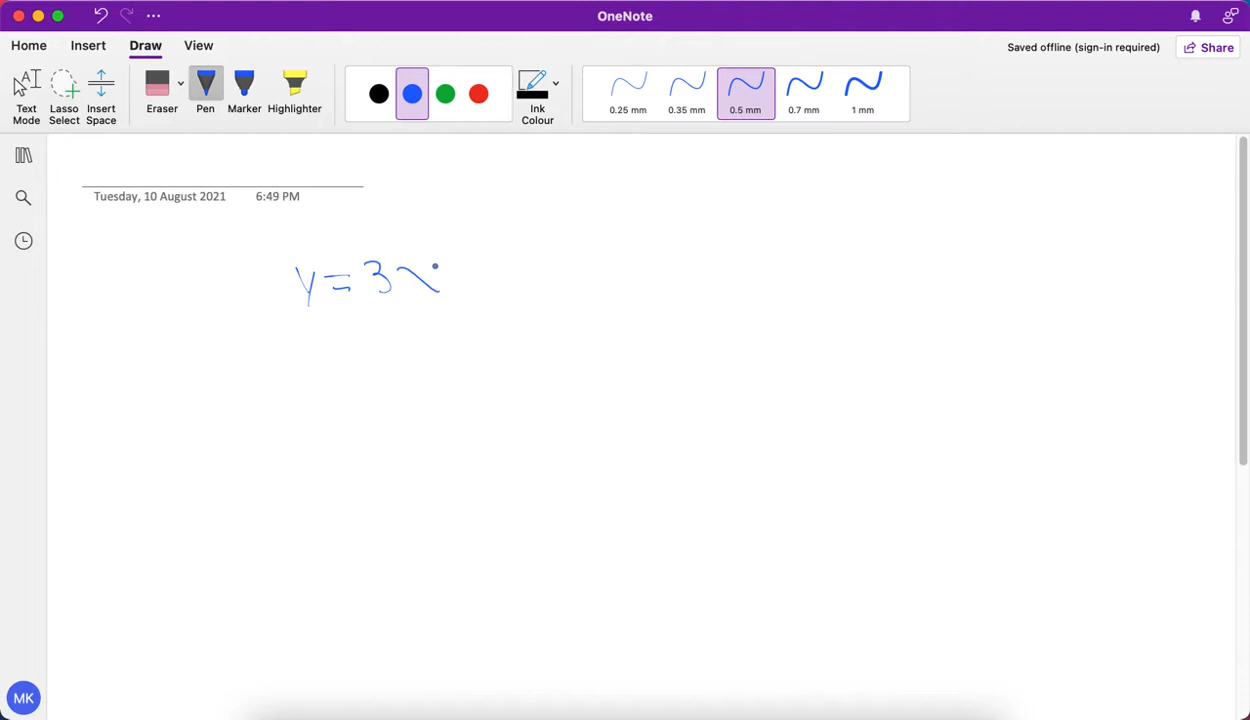 OneNote
Home Insert Draw View
Saved offline (sign-in required) Share
Text Mode
Lasso Select
Insert Space
Eraser
Pen
Marker
Highlighter
Ink Colour
0.25 mm 0.35 mm 0.5 mm 0.7 mm 1 mm
Tuesday, 10 August 2021 6:49 PM
y = 3
MK